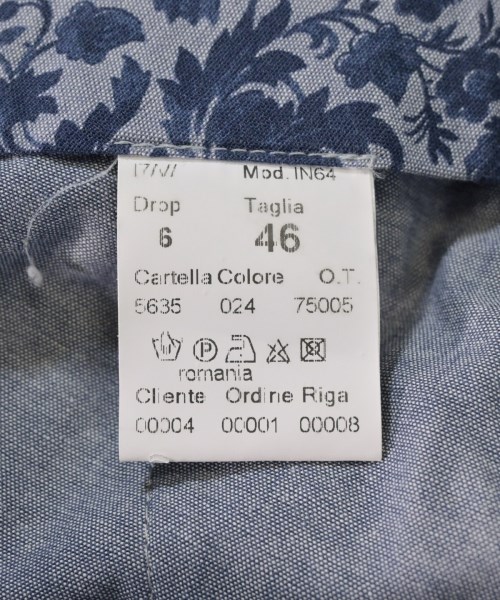 Mod. IN64
Drop Taglia
6 46
Cartella Colore O.T.
5635 024 75005
P
romania
Cliente Ordine Riga
00004 00001 00008